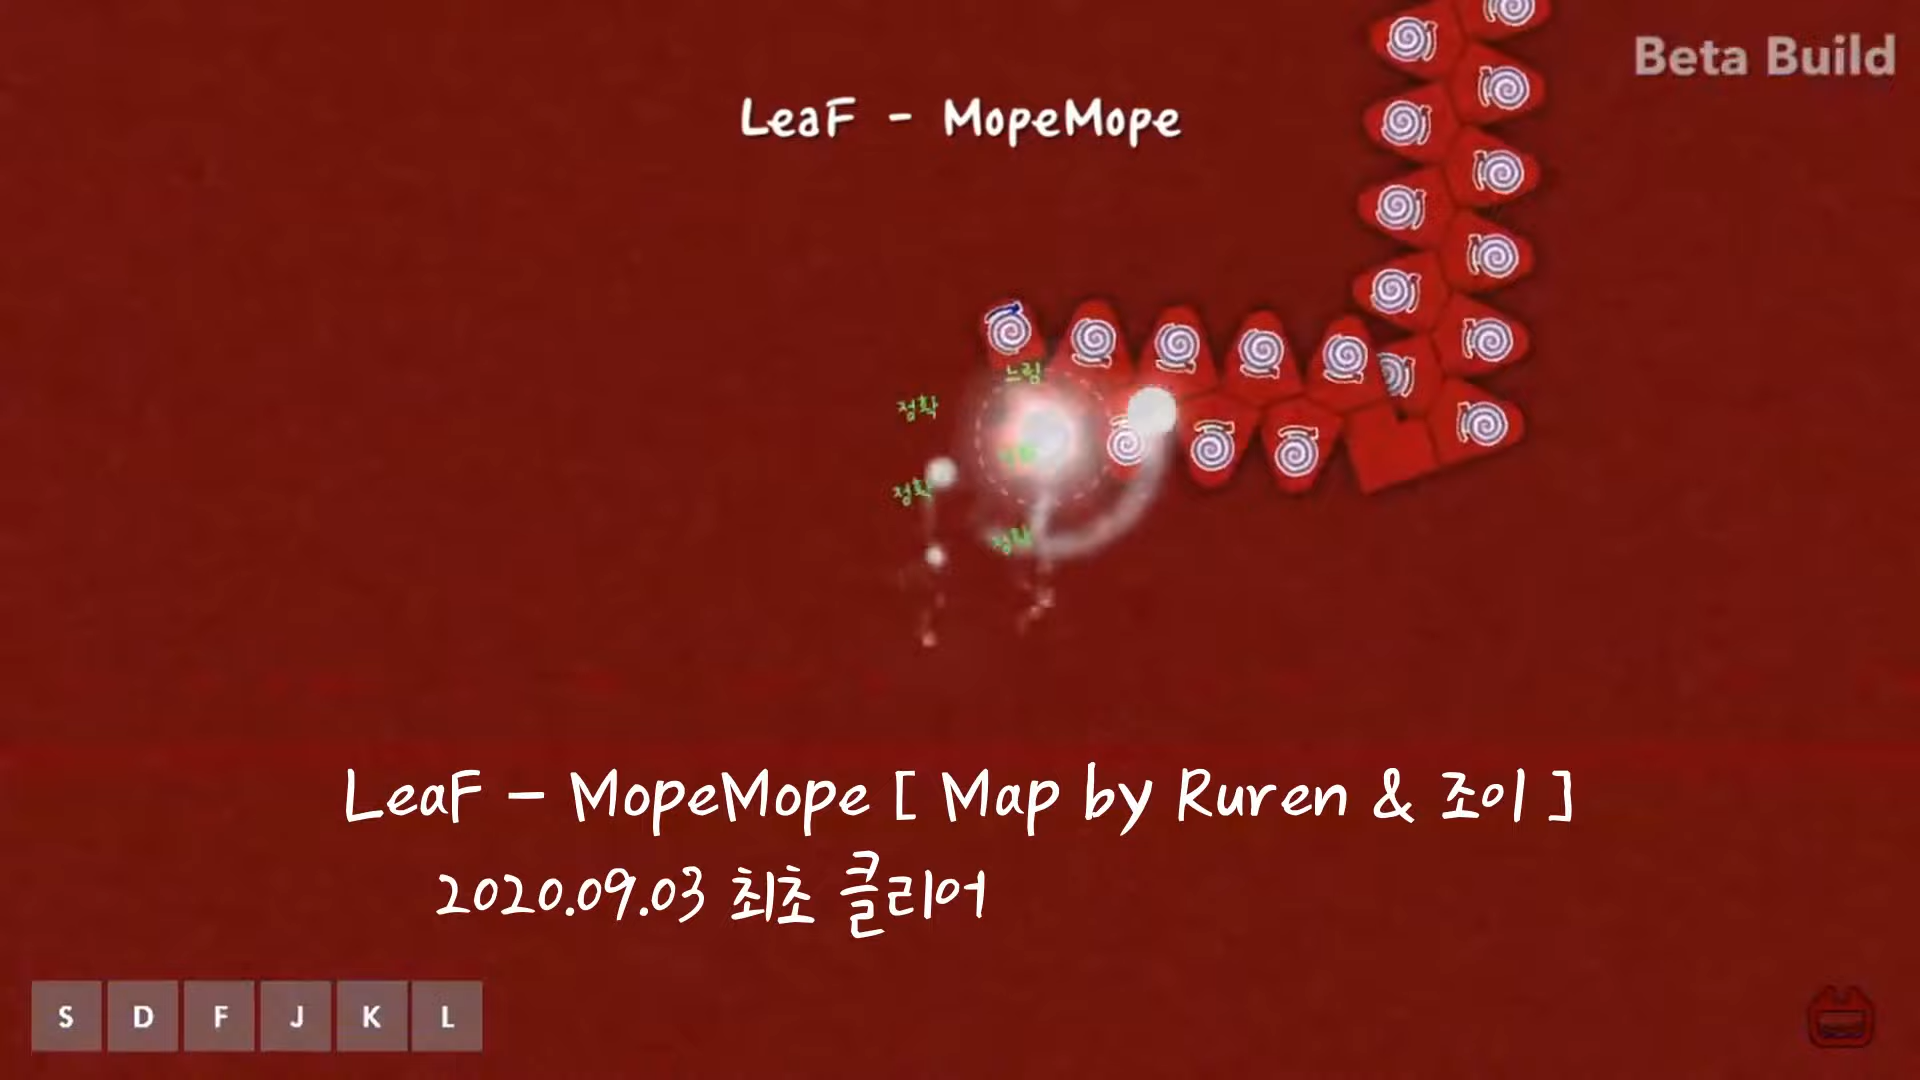 Beta Build
LeaF - MopeMope
느림
정확
정확
정확
LeaF - MopeMope [ Map by Ruren & 조이 ]
2020.09.03 최초 클리어
S D F J K L